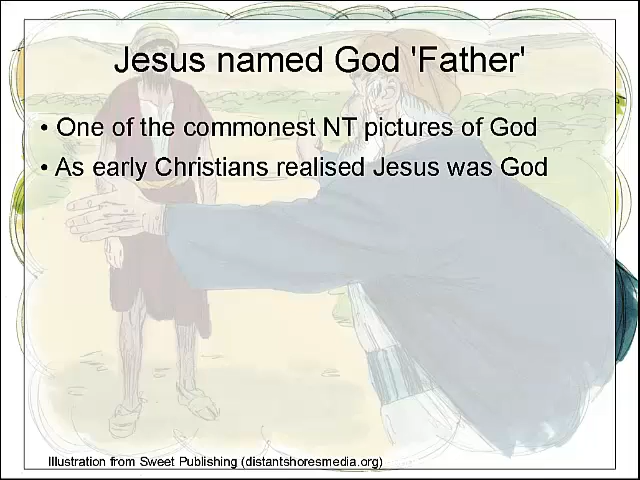 Jesus named God 'Father'
• One of the commonest NT pictures of God
• As early Christians realised Jesus was God
Illustration from Sweet Publishing (distantshoresmedia.org)